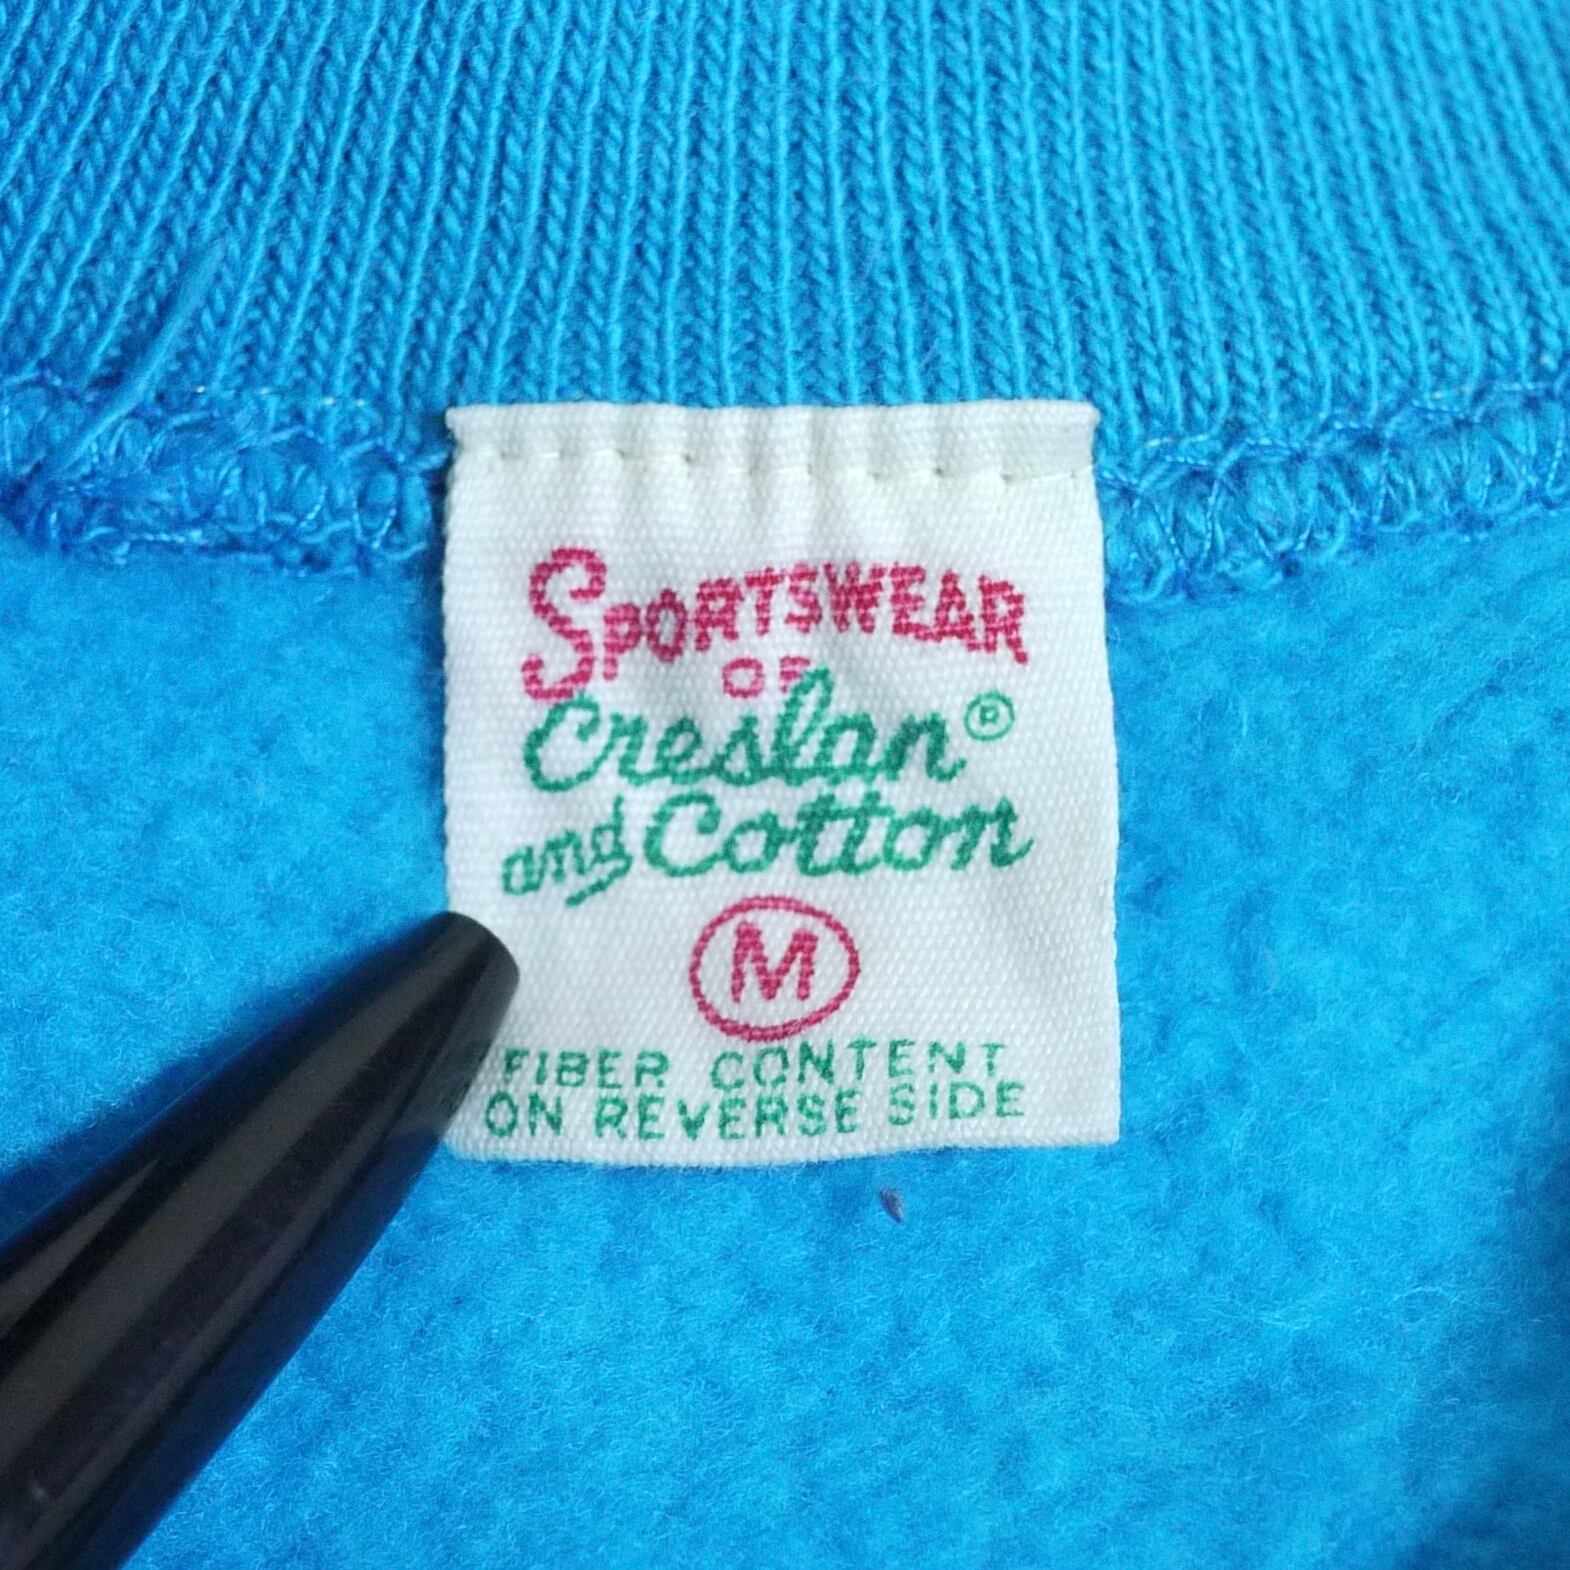 SPORTSWEAR
OF
Creslan®
and Cotton
M
FIBER CONTENT
ON REVERSE SIDE